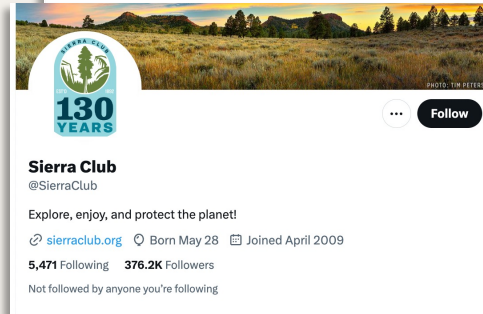 PHOTO: TIM PETERS
SIERRA CLUB
130
YEARS
Follow
Sierra Club
@SierraClub
Explore, enjoy, and protect the planet!
sierraclub.org Born May 28 Joined April 2009
5,471 Following 376.2K Followers
Not followed by anyone you're following